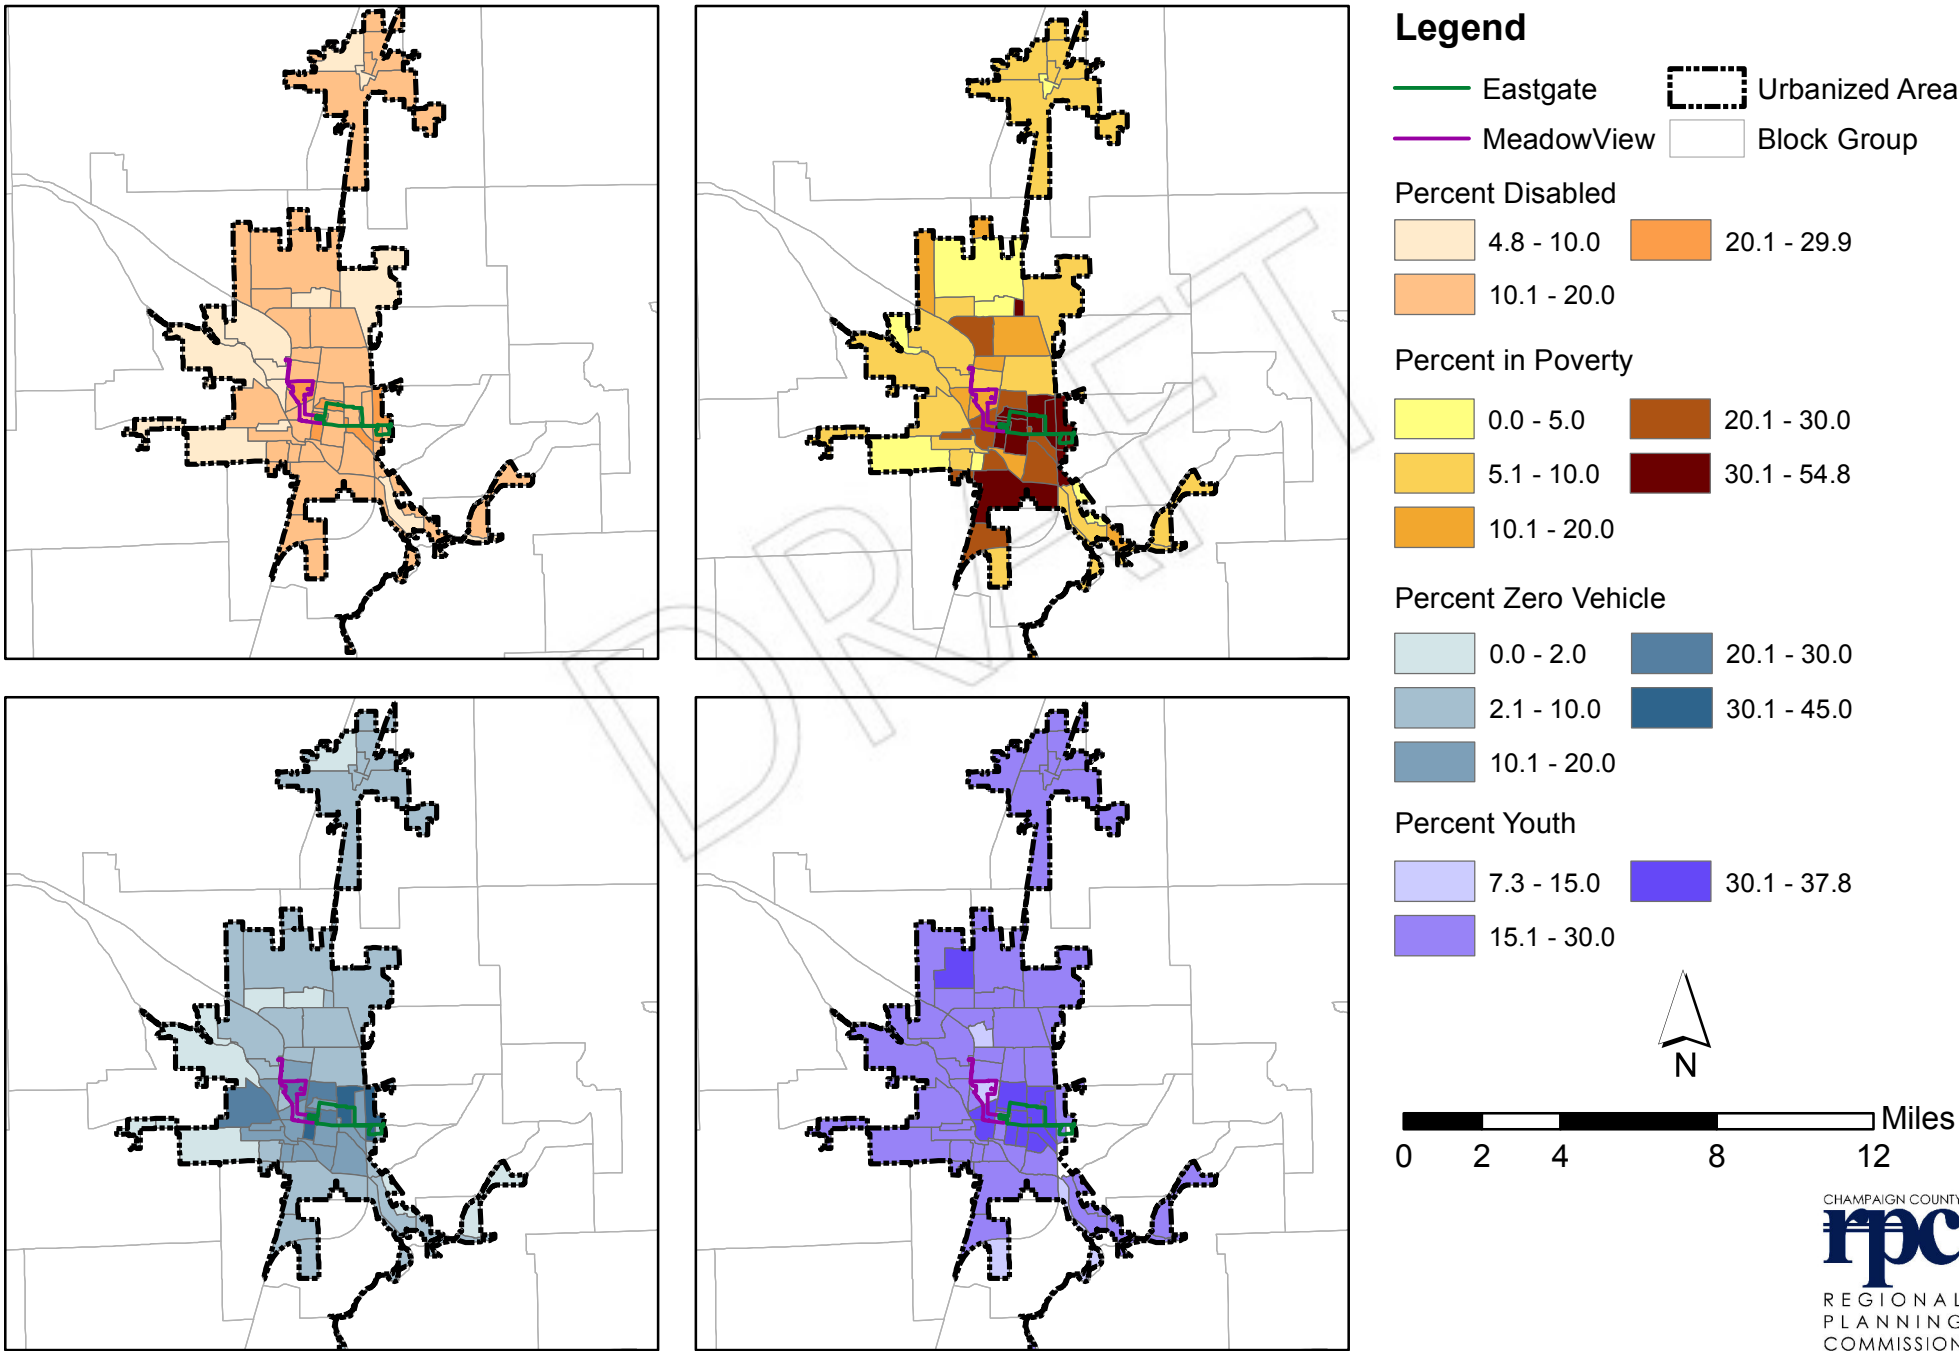 Legend
Eastgate
Urbanized Area
MeadowView
Block Group
Percent Disabled
4.8 - 10.0
20.1 - 29.9
10.1 - 20.0
Percent in Poverty
0.0 - 5.0
20.1 - 30.0
5.1 - 10.0
30.1 - 54.8
10.1 - 20.0
Percent Zero Vehicle
0.0 - 2.0
20.1 - 30.0
2.1 - 10.0
30.1 - 45.0
10.1 - 20.0
Percent Youth
7.3 - 15.0
30.1 - 37.8
15.1 - 30.0
N
Miles
0 2 4 8 12
CHAMPAIGN COUNTY
rpc
REGIONAL
PLANNING
COMMISSION
DRAFT